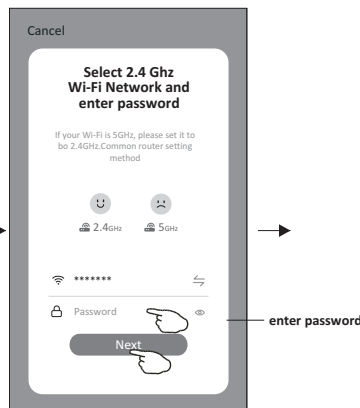 Cancel
Select 2.4 Ghz
Wi-Fi Network and
enter password
If your Wi-Fi is 5GHz, please set it to
bo 2.4GHz.Common router setting
method
2.4GHz 5GHz
*******
Password
enter password
Next